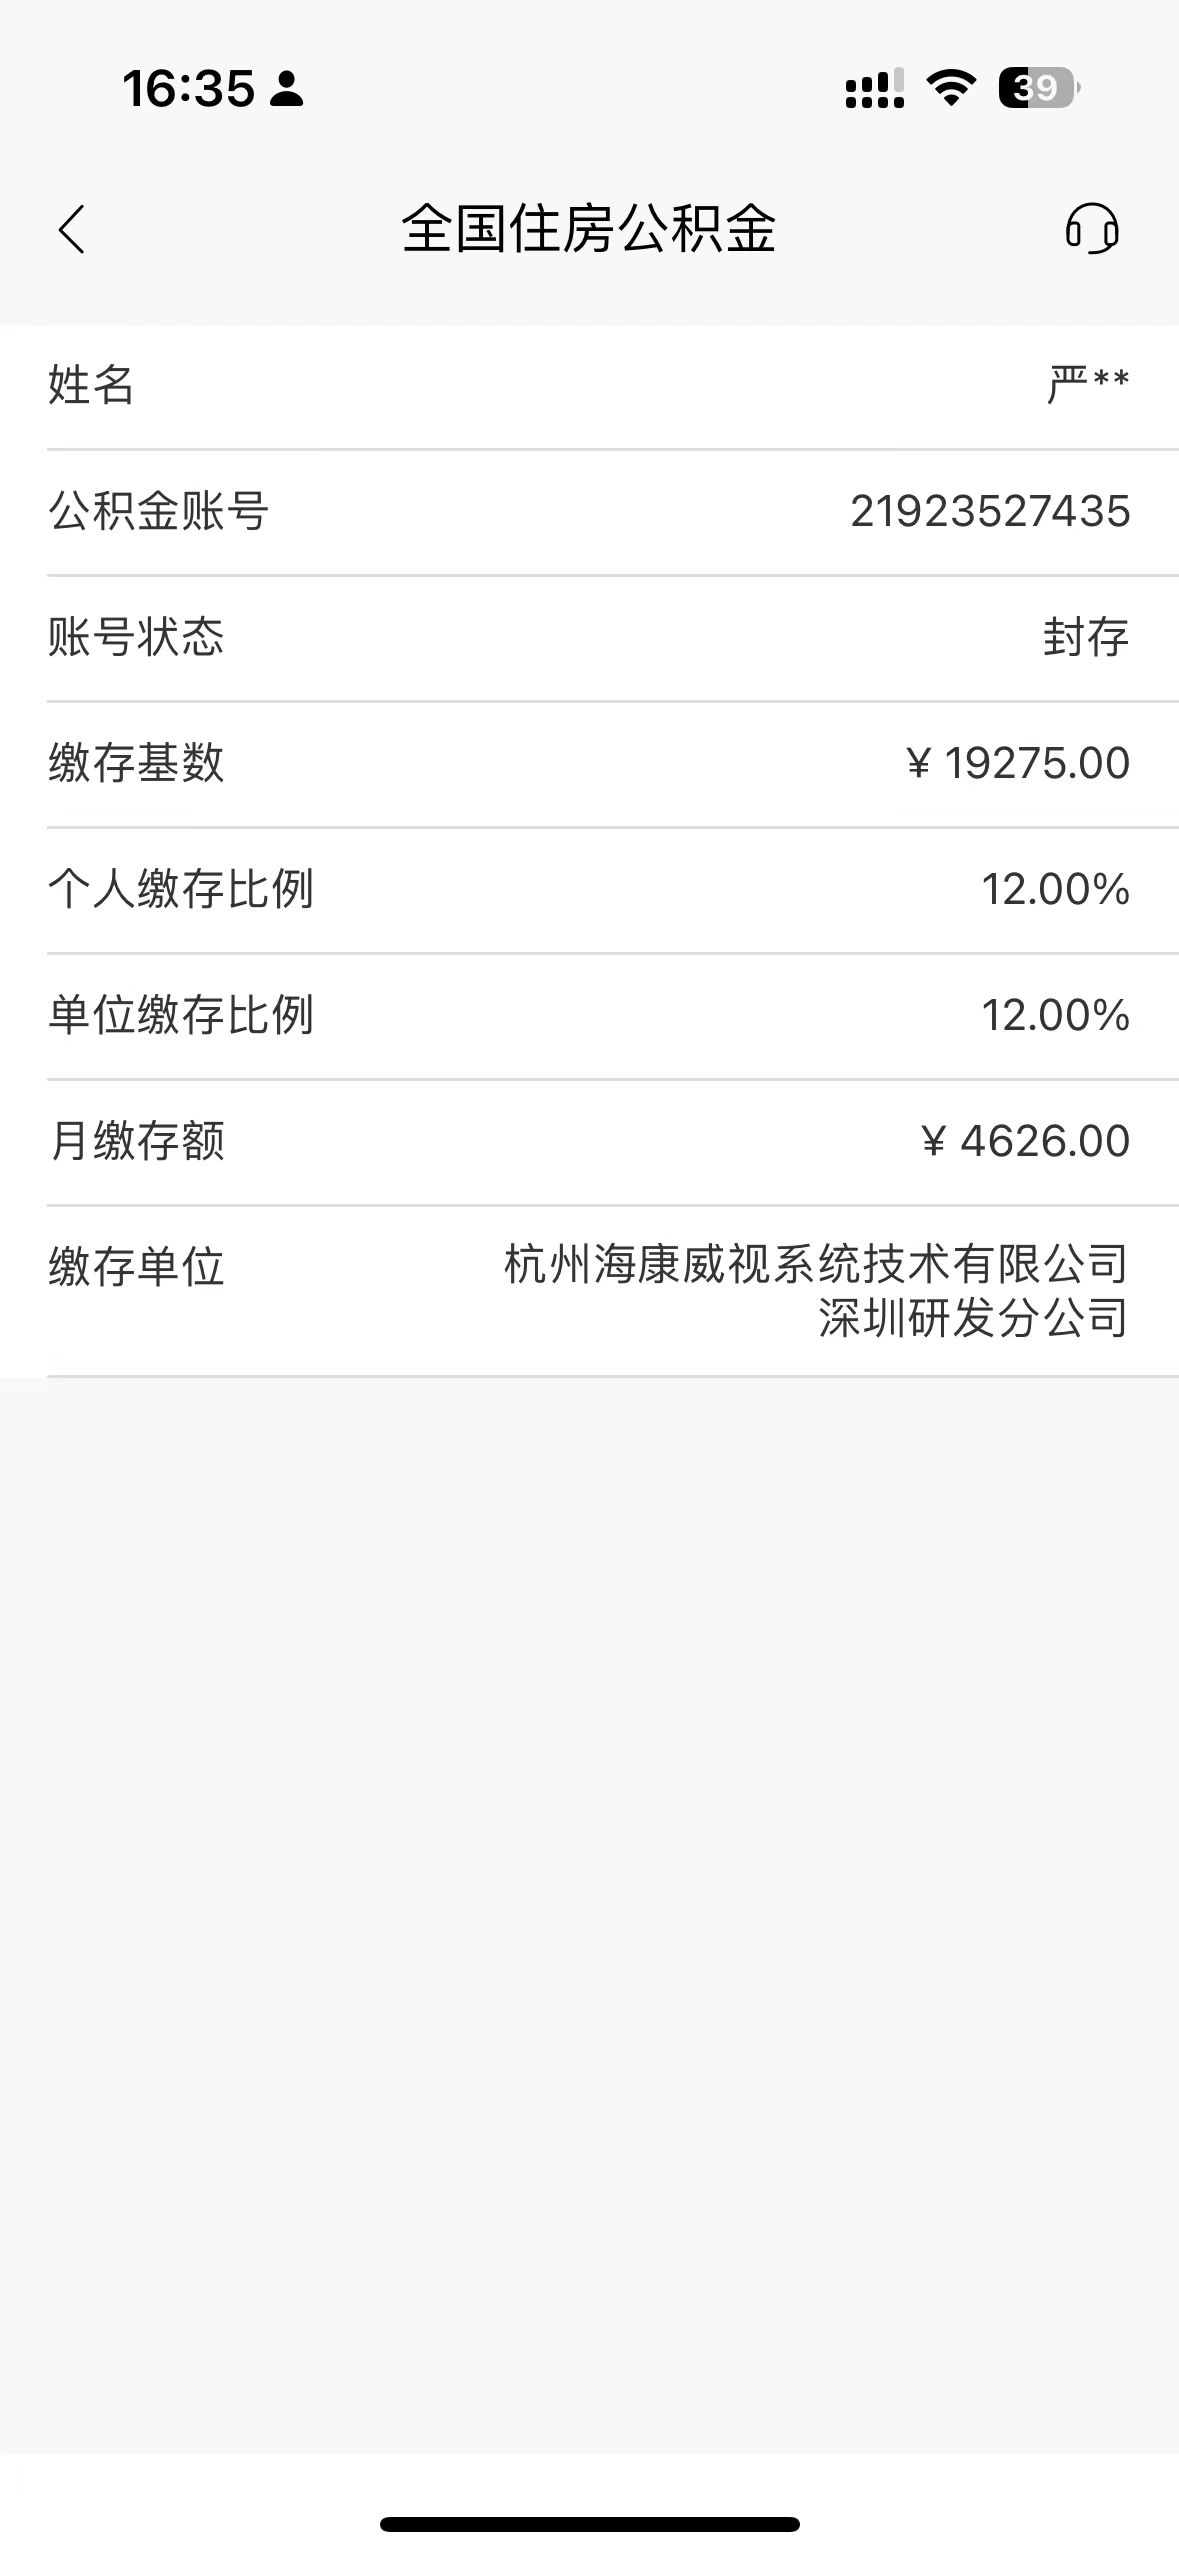 16:35
39
全国住房公积金
姓名 严**
公积金账号 21923527435
账号状态 封存
缴存基数 ¥ 19275.00
个人缴存比例 12.00%
单位缴存比例 12.00%
月缴存额 ¥ 4626.00
缴存单位 杭州海康威视系统技术有限公司
深圳研发分公司